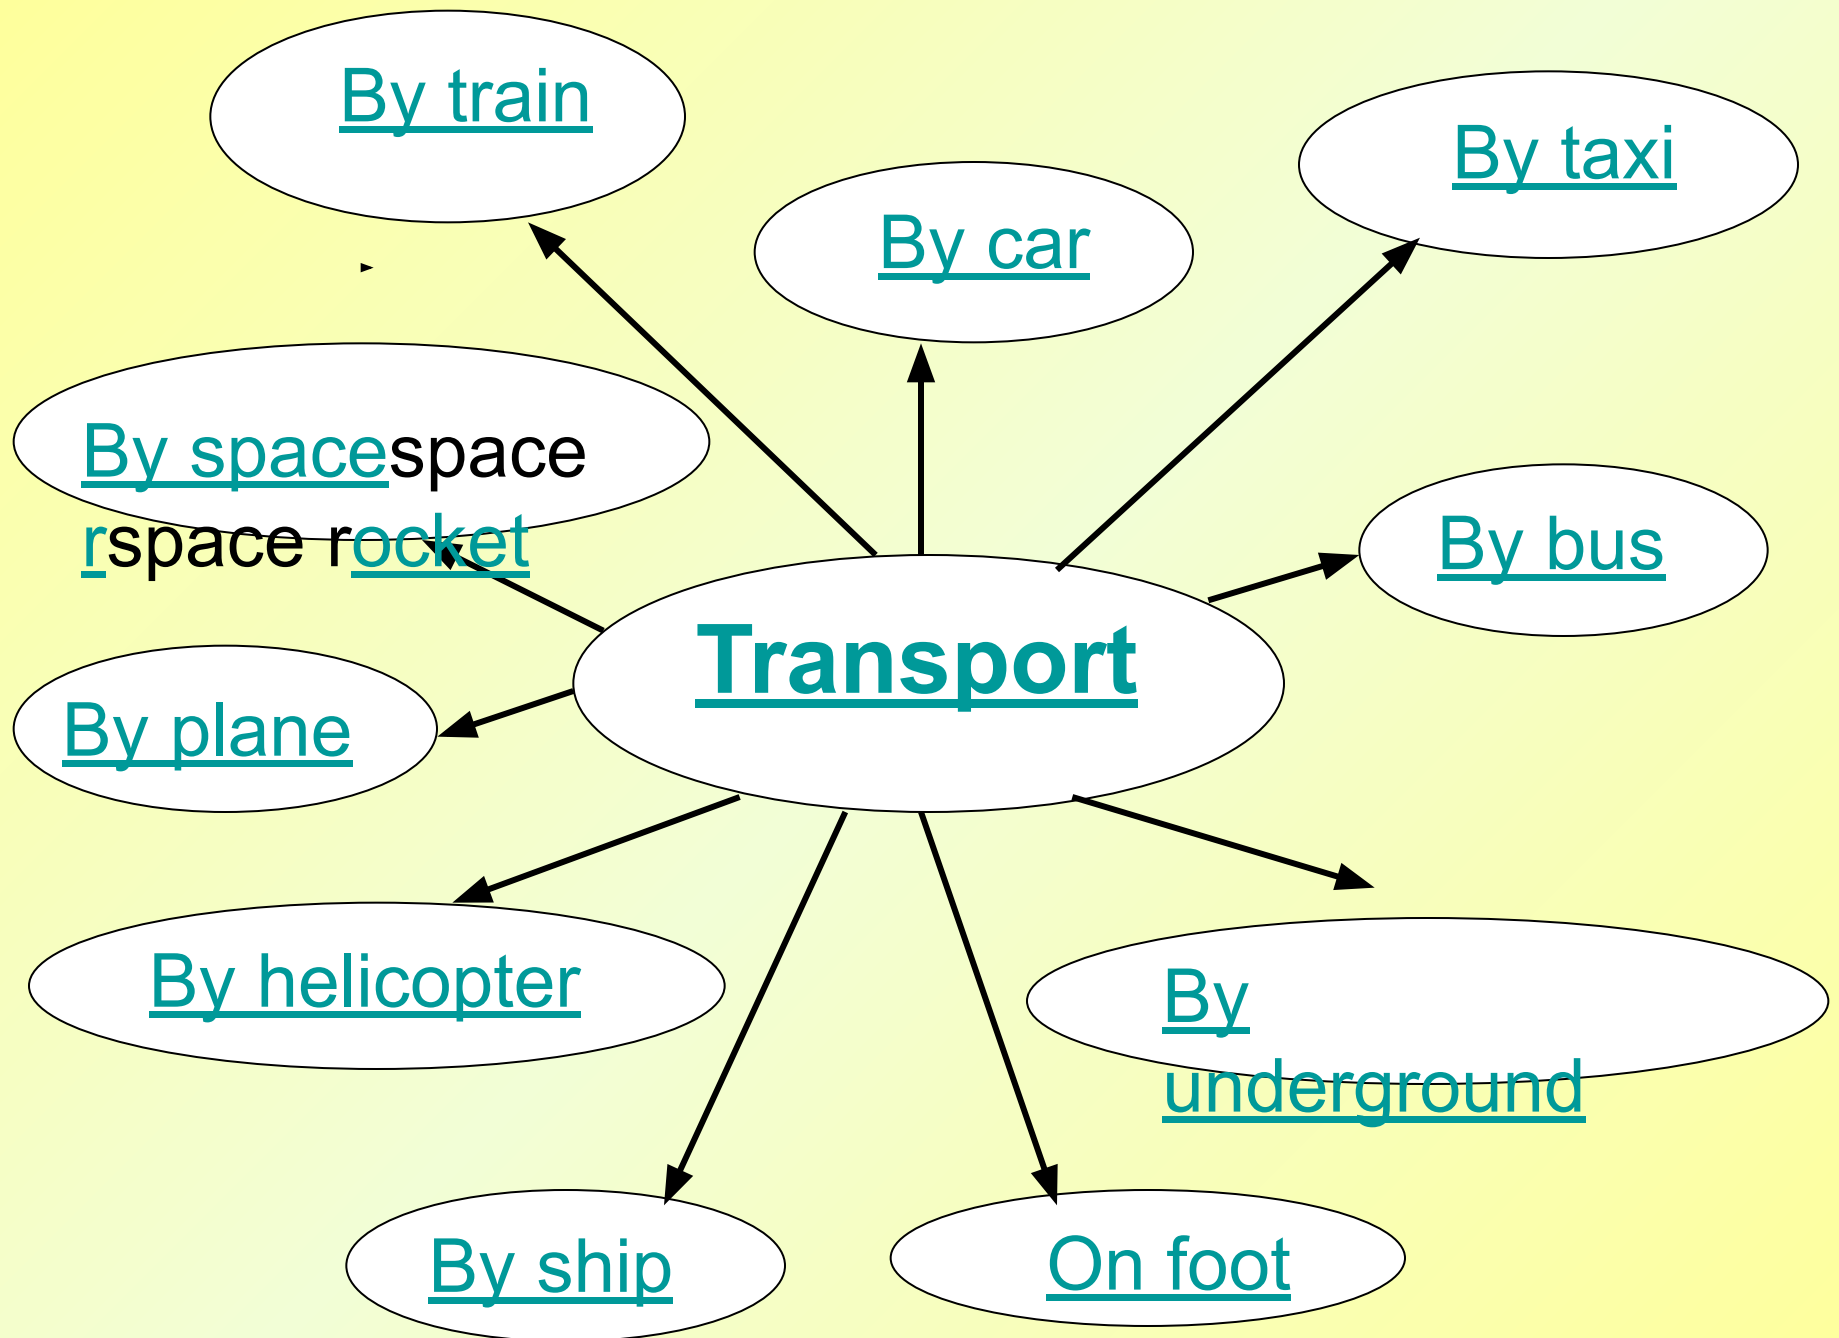 By train
By taxi
By car
By spacespace
rspace rocket
By bus
Transport
By plane
By helicopter
By
underground
By ship
On foot